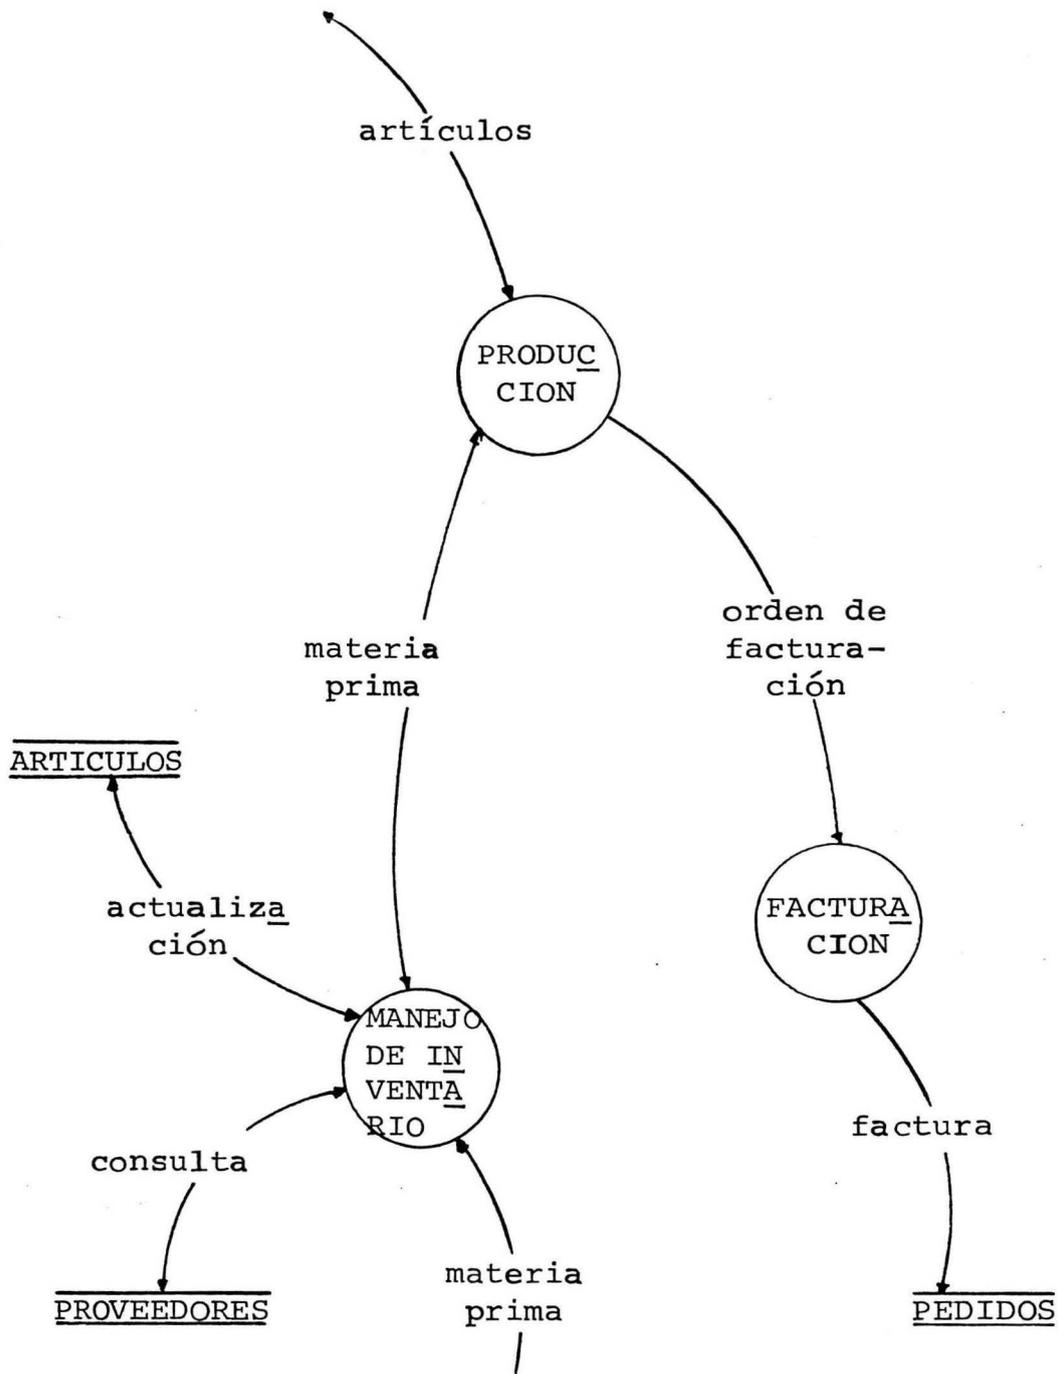 artículos
PRODUC
CION
materia
prima
orden de
factura-
ción
ARTICULOS
actualiza
ción
FACTURA
CION
MANEJO
DE IN
VENTA
RIO
consulta
factura
materia
prima
PROVEEDORES
PEDIDOS